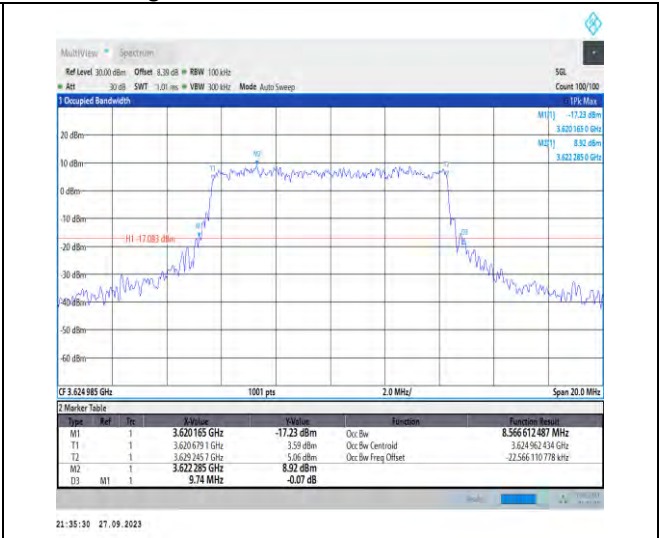 MultiView Spectrum
Ref Level 30.00 dBm Offset 8.39 dB RBW 100 kHz SGL
Att 30 dB SWT 1.01 ms VBW 300 kHz Mode Auto Sweep Count 100/100
1 Occupied Bandwidth 1Pk Max
M1[1] -17.23 dBm
3.620 165 0 GHz
M2[1] 8.92 dBm
3.622 285 0 GHz
20 dBm
M2
10 dBm
T1 T2
0 dBm
-10 dBm
M1 D3
H1 -17.083 dBm
-20 dBm
-30 dBm
-40 dBm
-50 dBm
-60 dBm
CF 3.624 985 GHz 1001 pts 2.0 MHz/ Span 20.0 MHz
2 Marker Table
Type Ref Trc X-Value Y-Value Function Function Result
M1 1 3.620165 GHz -17.23 dBm Occ Bw 8.566 612 487 MHz
T1 1 3.620 679 1 GHz 3.59 dBm Occ Bw Centroid 3.624 962 434 GHz
T2 1 3.629 245 7 GHz 5.06 dBm Occ Bw Freq Offset -22.566 110 778 kHz
M2 1 3.622 285 GHz 8.92 dBm
D3 M1 1 9.74 MHz -0.07 dB
21:35:30 27.09.2023